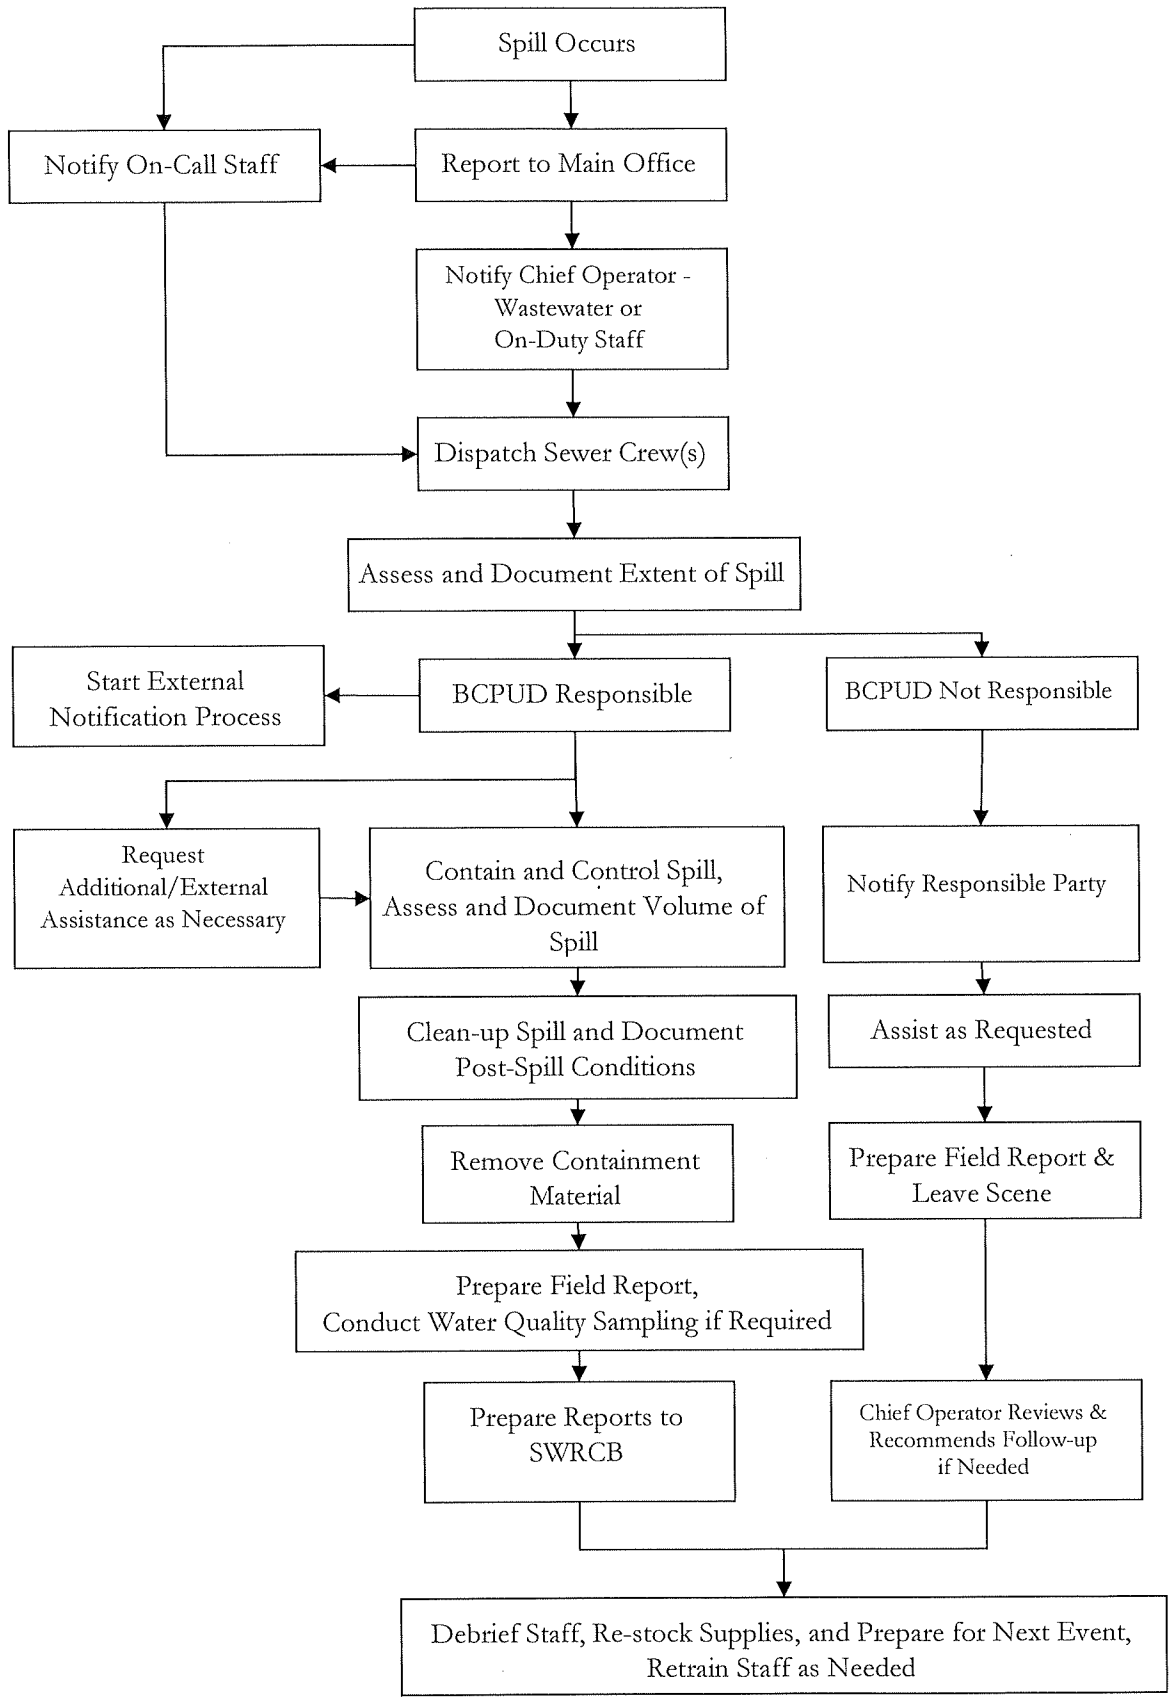 Spill Occurs
Notify On-Call Staff
Report to Main Office
Notify Chief Operator -
Wastewater or
On-Duty Staff
Dispatch Sewer Crew(s)
Assess and Document Extent of Spill
Start External
Notification Process
BCPUD Responsible
BCPUD Not Responsible
Request
Additional/External
Assistance as Necessary
Contain and Control Spill,
Assess and Document Volume of
Spill
Notify Responsible Party
Clean-up Spill and Document
Post-Spill Conditions
Assist as Requested
Remove Containment
Material
Prepare Field Report &
Leave Scene
Prepare Field Report,
Conduct Water Quality Sampling if Required
Prepare Reports to
SWRCB
Chief Operator Reviews &
Recommends Follow-up
if Needed
Debrief Staff, Re-stock Supplies, and Prepare for Next Event,
Retrain Staff as Needed